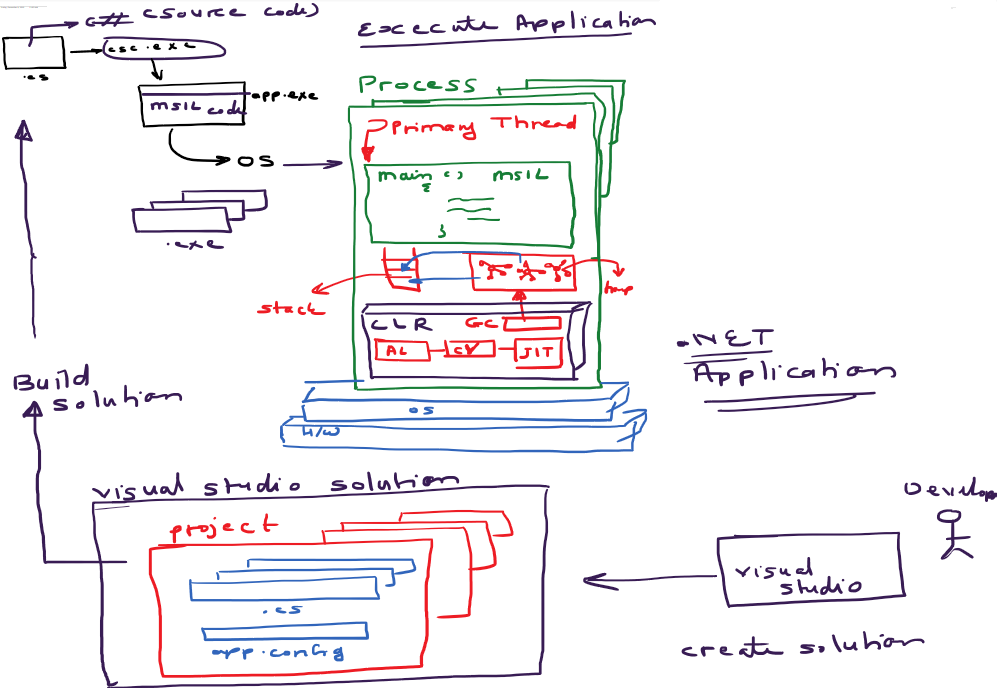 C# (Source code)
.cs
csc.exe
app.exe
MSIL code
OS
.exe
Excecute Application
Process
Primary Thread
main () MSIL
{
}
stack
heap
CLR GC
AL CV JIT
OS
H/W
.NET
Application
Build
solution
visual studio solution
project
.cs
app.config
Develop
visual
studio
create solution